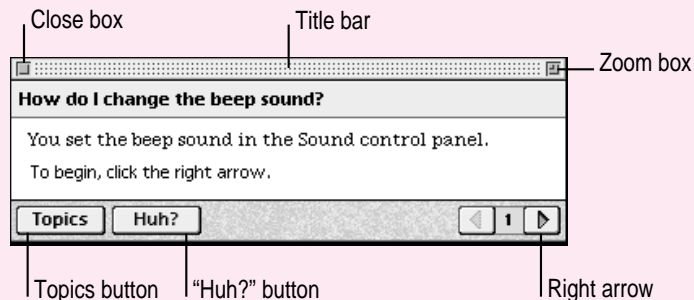 Close box
Title bar
Zoom box
How do I change the beep sound?
You set the beep sound in the Sound control panel.
To begin, click the right arrow.
Topics
Huh?
1
Topics button
“Huh?” button
Right arrow